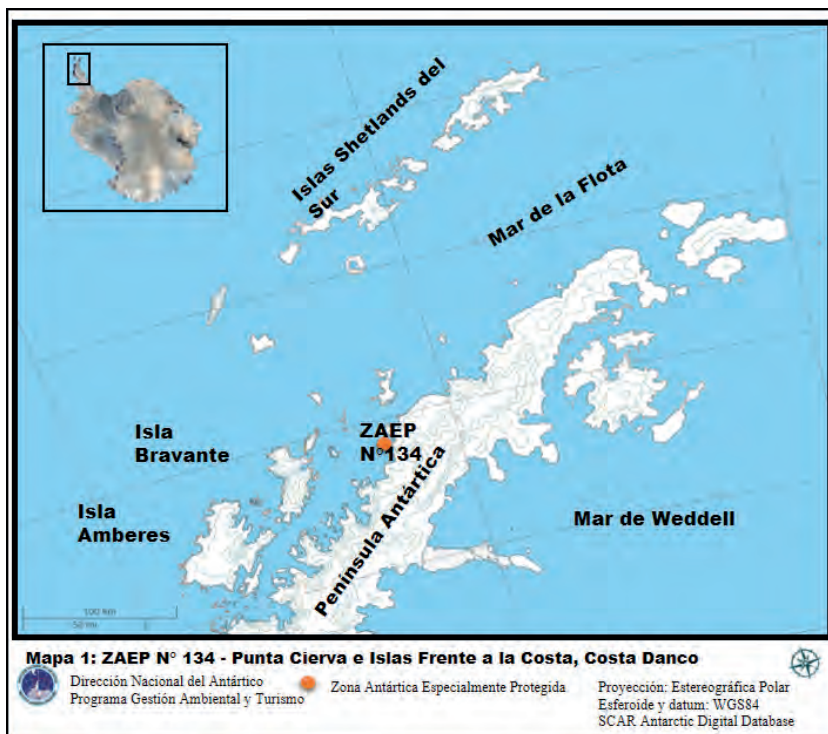 Islas Shetlands del
Sur
Mar de la Flota
Isla
Bravante
ZAEP
N°134
Isla
Amberes
Península Antártica
Mar de Weddell
100 km
50 mi
Mapa 1: ZAEP N° 134 - Punta Cierva e Islas Frente a la Costa, Costa Danco
Dirección Nacional del Antártico
Programa Gestión Ambiental y Turismo
Zona Antártica Especialmente Protegida
Proyección: Estereográfica Polar
Esferoide y datum: WGS84
SCAR Antarctic Digital Database